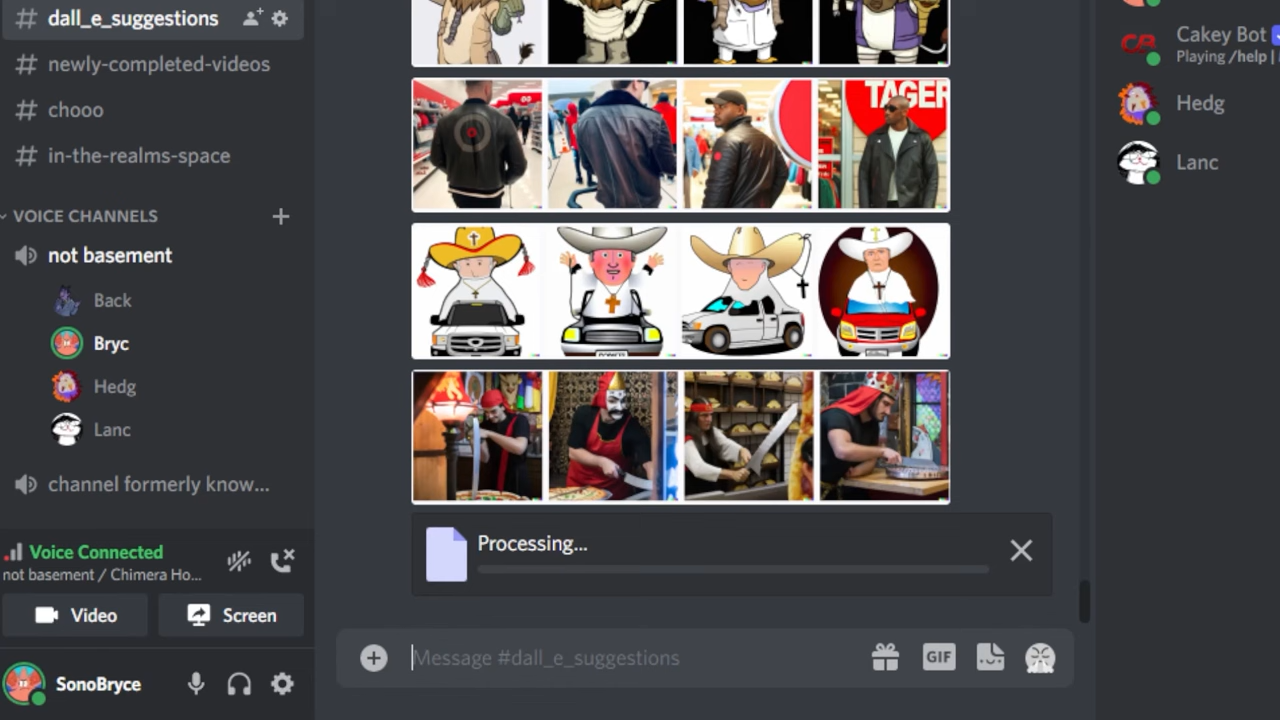 # dall_e_suggestions
# newly-completed-videos
# chooo
# in-the-realms-space
VOICE CHANNELS
not basement
Back
Bryc
Hedg
Lanc
channel formerly know...
Voice Connected
not basement / Chimera Ho...
Video
Screen
SonoBryce
TAGER
Processing...
Message #dall_e_suggestions
GIF
CB
Cakey Bot
Playing /help |
Hedg
Lanc